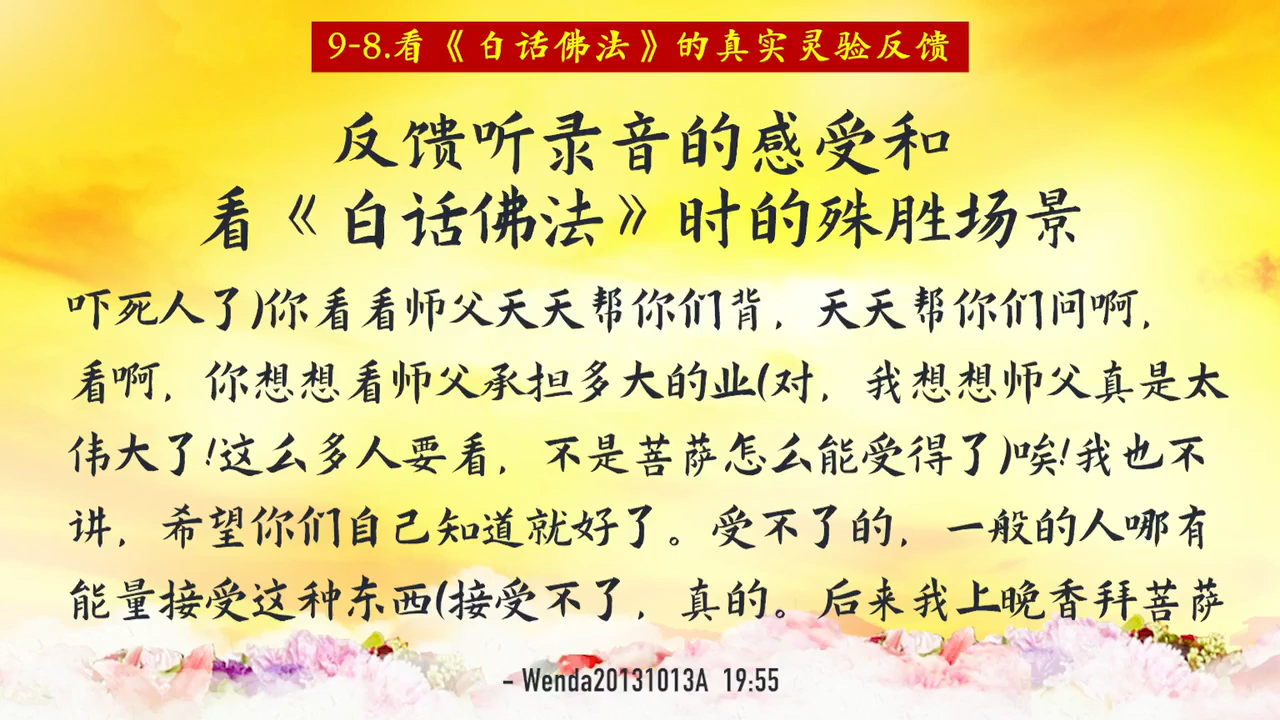 9-8.看《白话佛法》的真实灵验反馈
反馈听录音的感受和
看《白话佛法》时的殊胜场景
吓死人了)你看看师父天天帮你们背，天天帮你们问啊，
看啊，你想想看师父承担多大的业(对，我想想师父真是太
伟大了!这么多人要看，不是菩萨怎么能受得了)唉!我也不
讲，希望你们自己知道就好了。受不了的，一般的人哪有
能量接受这种东西(接受不了，真的。后来我上晚香拜菩萨
- Wenda20131013A 19:55